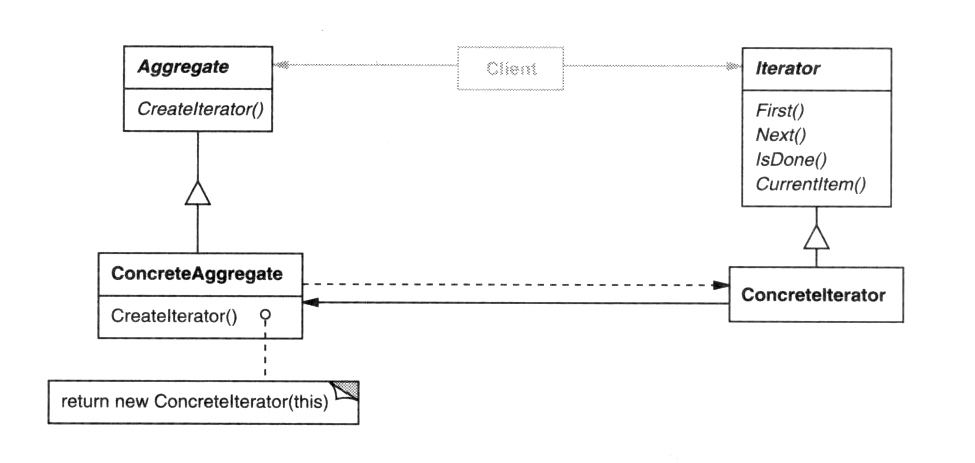 Aggregate
CreateIterator()
Client
Iterator
First()
Next()
IsDone()
CurrentItem()
ConcreteAggregate
CreateIterator()
ConcreteIterator
return new ConcreteIterator(this)